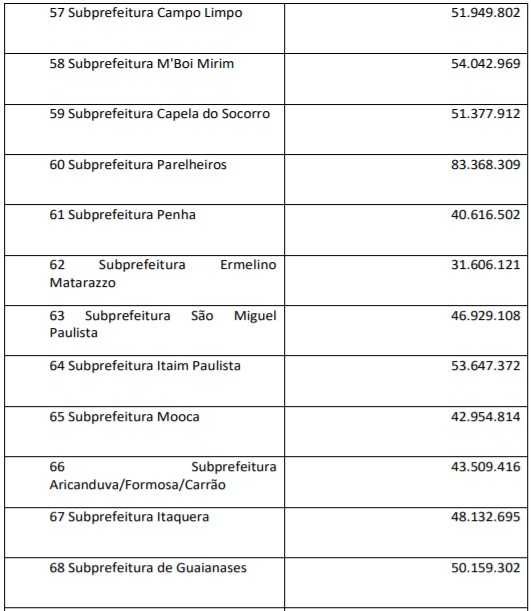 57 Subprefeitura Campo Limpo 51.949.802
58 Subprefeitura M'Boi Mirim 54.042.969
59 Subprefeitura Capela do Socorro 51.377.912
60 Subprefeitura Parelheiros 83.368.309
61 Subprefeitura Penha 40.616.502
62 Subprefeitura Ermelino 31.606.121
Matarazzo
63 Subprefeitura São Miguel 46.929.108
Paulista
64 Subprefeitura Itaim Paulista 53.647.372
65 Subprefeitura Mooca 42.954.814
66 Subprefeitura 43.509.416
Aricanduva/Formosa/Carrão
67 Subprefeitura Itaquera 48.132.695
68 Subprefeitura de Guaianases 50.159.302